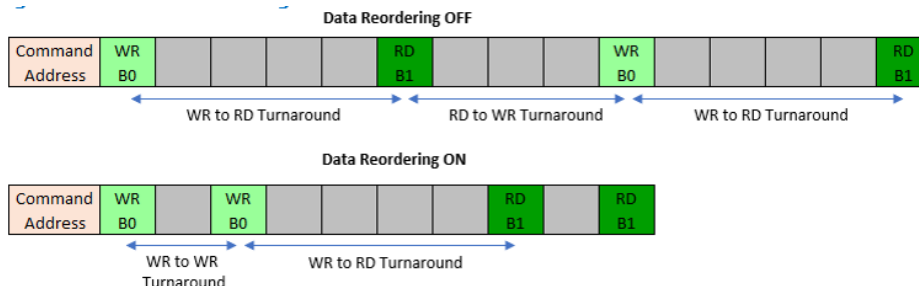 Data Reordering OFF
Command WR RD WR RD
Address B0 B1 B0 B1
WR to RD Turnaround RD to WR Turnaround WR to RD Turnaround
Data Reordering ON
Command WR WR RD RD
Address B0 B0 B1 B1
WR to WR WR to RD Turnaround
Turnaround